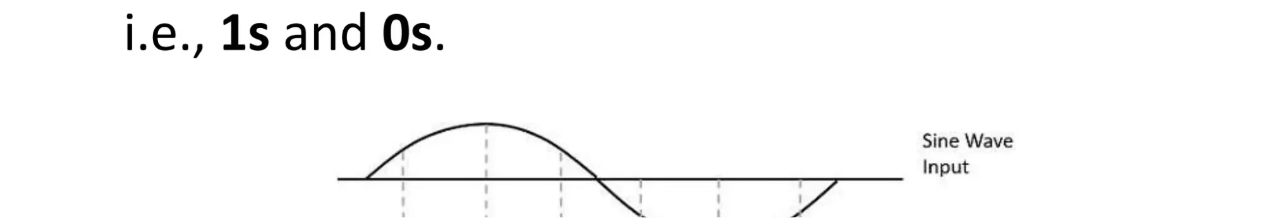 i.e., 1s and 0s.
Sine Wave
Input